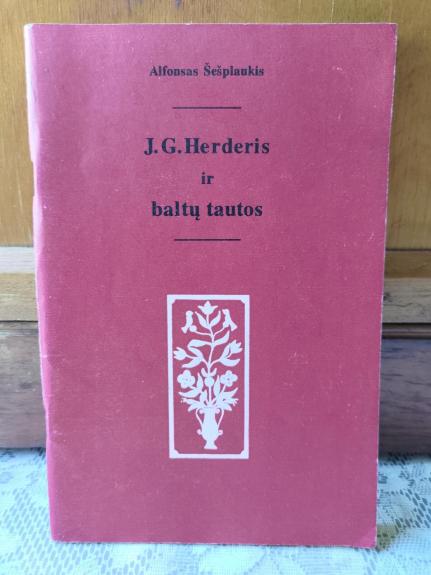 Alfonsas Šešplaukis
J.G.Herderis
ir
baltų tautos